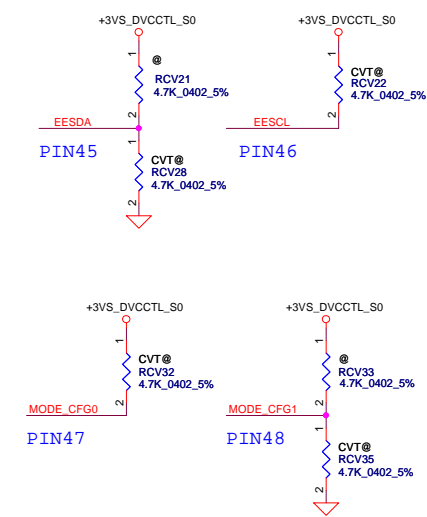 +3VS_DVCCTL_S0
1
@
RCV21
4.7K_0402_5%
2
EESDA
PIN45
1
CVT@
RCV28
4.7K_0402_5%
2
+3VS_DVCCTL_S0
1
CVT@
RCV22
4.7K_0402_5%
2
EESCL
PIN46
+3VS_DVCCTL_S0
1
CVT@
RCV32
4.7K_0402_5%
2
MODE_CFG0
PIN47
+3VS_DVCCTL_S0
1
@
RCV33
4.7K_0402_5%
2
MODE_CFG1
PIN48
1
CVT@
RCV35
4.7K_0402_5%
2